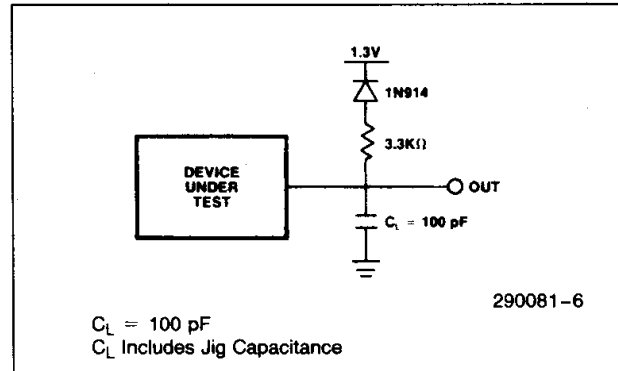 1.3V
1N914
3.3KΩ
DEVICE
UNDER
TEST
OUT
C_L = 100 pF
290081-6
C_L = 100 pF
C_L Includes Jig Capacitance